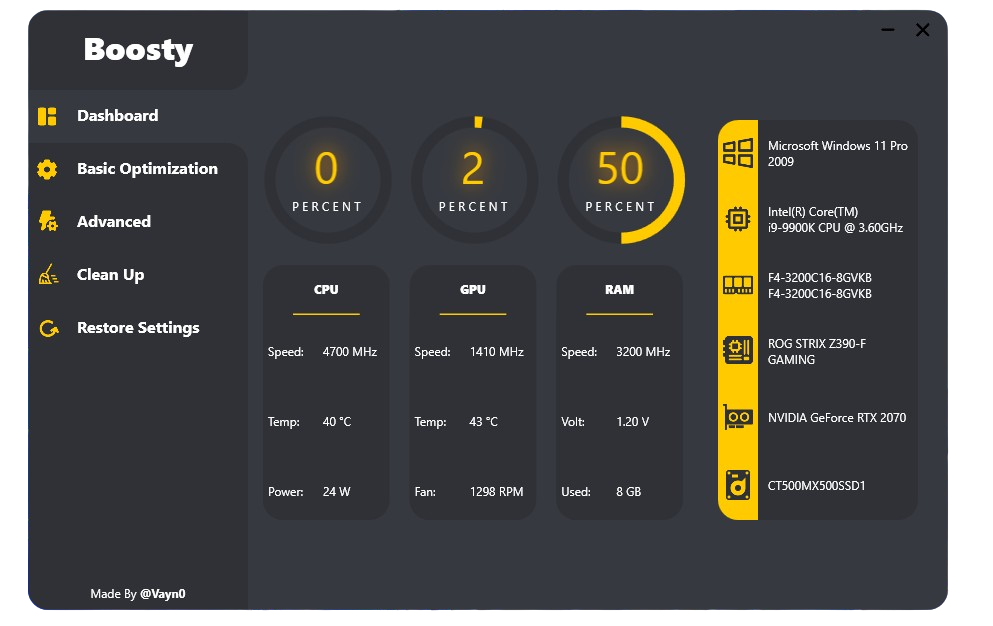 Boosty
Dashboard
Basic Optimization
Advanced
Clean Up
Restore Settings
Made By @Vayn0
0
PERCENT
2
PERCENT
50
PERCENT
CPU
Speed: 4700 MHz
Temp: 40 °C
Power: 24 W
GPU
Speed: 1410 MHz
Temp: 43 °C
Fan: 1298 RPM
RAM
Speed: 3200 MHz
Volt: 1.20 V
Used: 8 GB
Microsoft Windows 11 Pro
2009
Intel(R) Core(TM)
i9-9900K CPU @ 3.60GHz
F4-3200C16-8GVKB
F4-3200C16-8GVKB
ROG STRIX Z390-F
GAMING
NVIDIA GeForce RTX 2070
CT500MX500SSD1